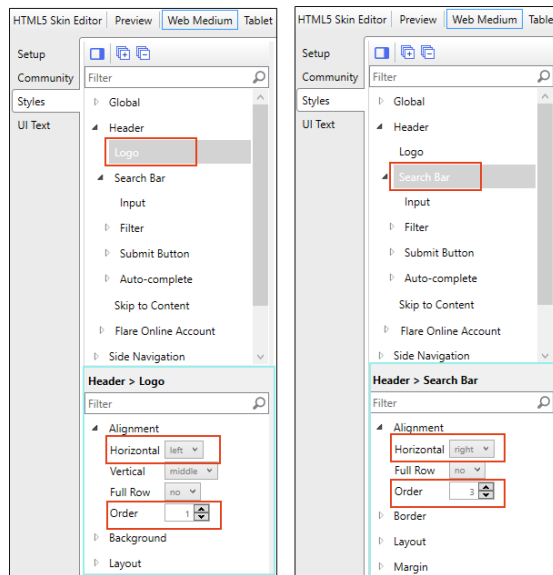 HTML5 Skin Editor Preview Web Medium Tablet
Setup
Community
Styles
UI Text
Filter
Global
Header
Logo
Search Bar
Input
Filter
Submit Button
Auto-complete
Skip to Content
Flare Online Account
Side Navigation
Header > Logo
Filter
Alignment
Horizontal left
Vertical middle
Full Row no
Order 1
Background
Layout
HTML5 Skin Editor Preview Web Medium Table
Setup
Community
Styles
UI Text
Filter
Global
Header
Logo
Search Bar
Input
Filter
Submit Button
Auto-complete
Skip to Content
Flare Online Account
Side Navigation
Header > Search Bar
Filter
Alignment
Horizontal right
Full Row no
Order 3
Border
Layout
Margin